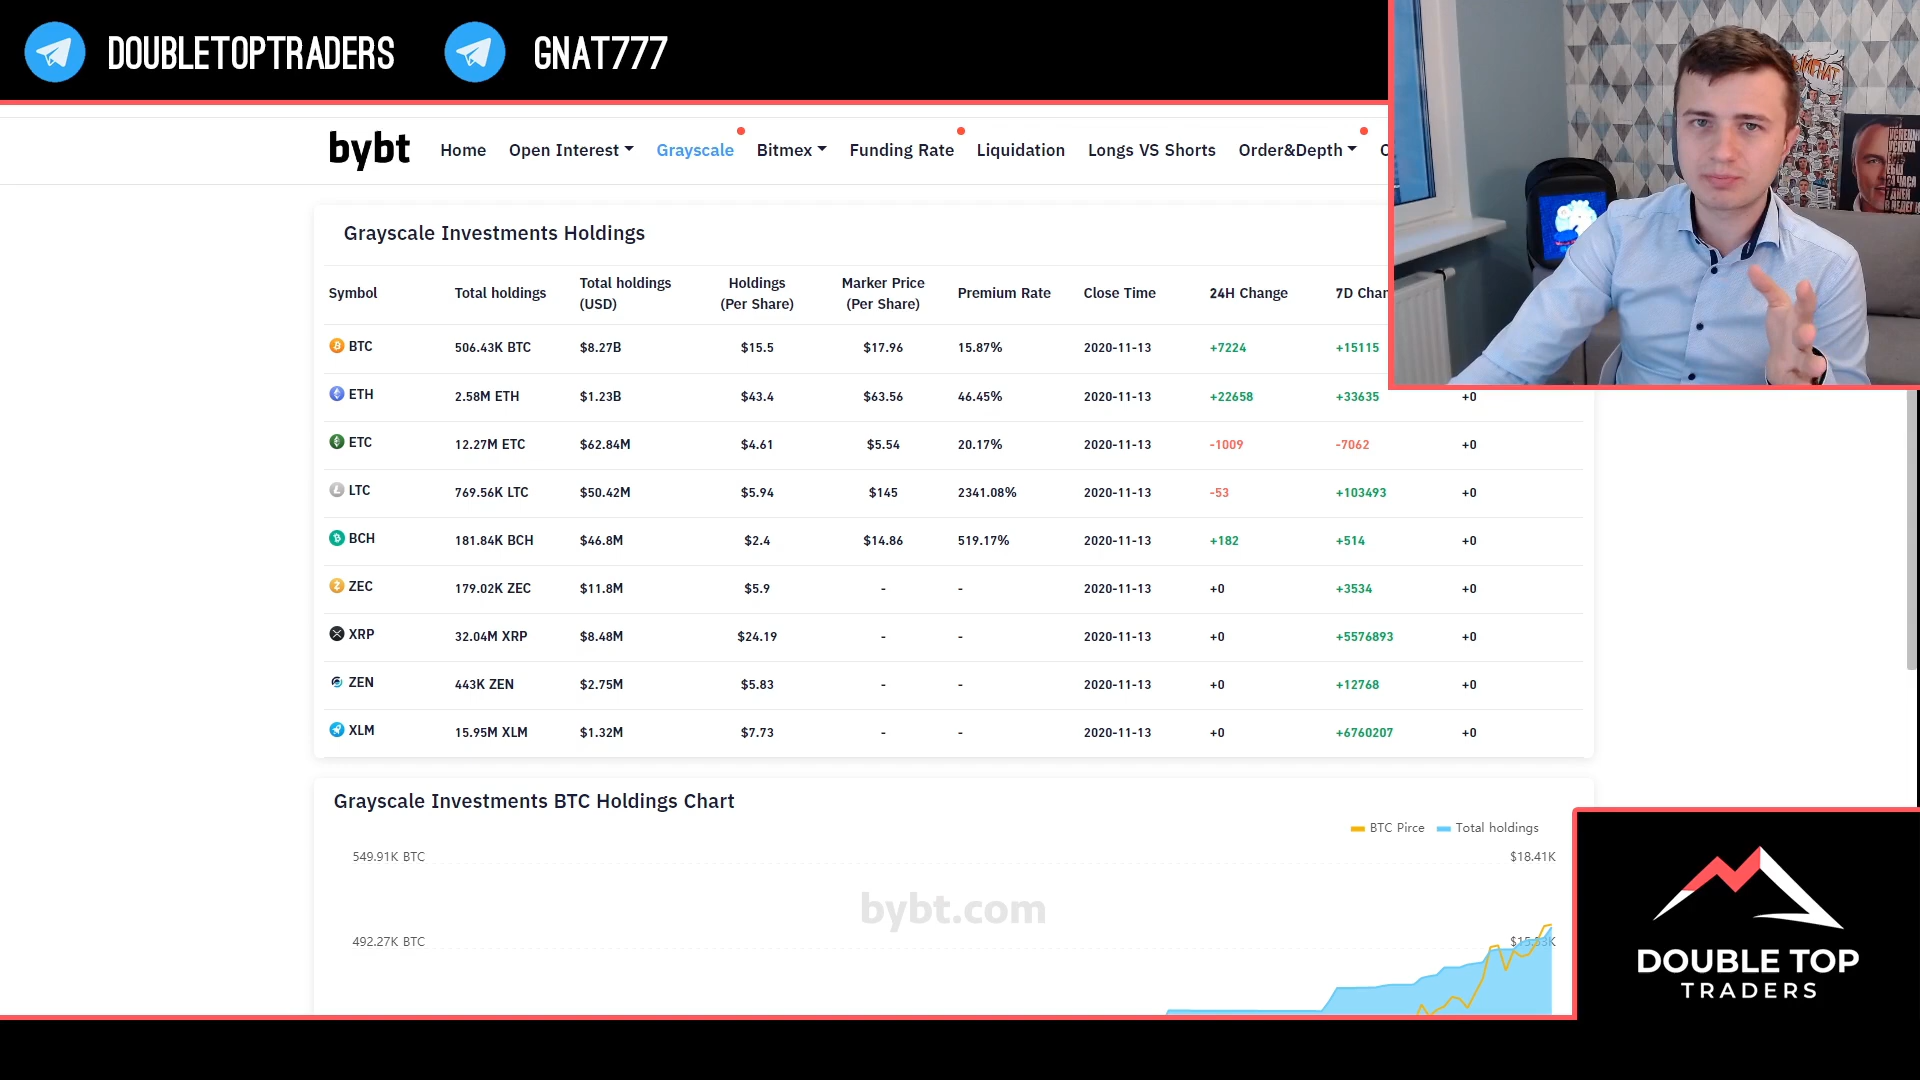 DOUBLETOPTRADERS GNAT777
bybt Home Open Interest Grayscale Bitmex Funding Rate Liquidation Longs VS Shorts Order&Depth
Grayscale Investments Holdings
Symbol Total holdings Total holdings (USD) Holdings (Per Share) Marker Price (Per Share) Premium Rate Close Time 24H Change 7D Chan
BTC 506.43K BTC $8.27B $15.5 $17.96 15.87% 2020-11-13 +7224 +15115
ETH 2.58M ETH $1.23B $43.4 $63.56 46.45% 2020-11-13 +22658 +33635 +0
ETC 12.27M ETC $62.84M $4.61 $5.54 20.17% 2020-11-13 -1009 -7062 +0
LTC 769.56K LTC $50.42M $5.94 $145 2341.08% 2020-11-13 -53 +103493 +0
BCH 181.84K BCH $46.8M $2.4 $14.86 519.17% 2020-11-13 +182 +514 +0
ZEC 179.02K ZEC $11.8M $5.9 - - 2020-11-13 +0 +3534 +0
XRP 32.04M XRP $8.48M $24.19 - - 2020-11-13 +0 +5576893 +0
ZEN 443K ZEN $2.75M $5.83 - - 2020-11-13 +0 +12768 +0
XLM 15.95M XLM $1.32M $7.73 - - 2020-11-13 +0 +6760207 +0
Grayscale Investments BTC Holdings Chart
BTC Pirce Total holdings
549.91K BTC $18.41K
bybt.com
492.27K BTC
DOUBLE TOP
TRADERS